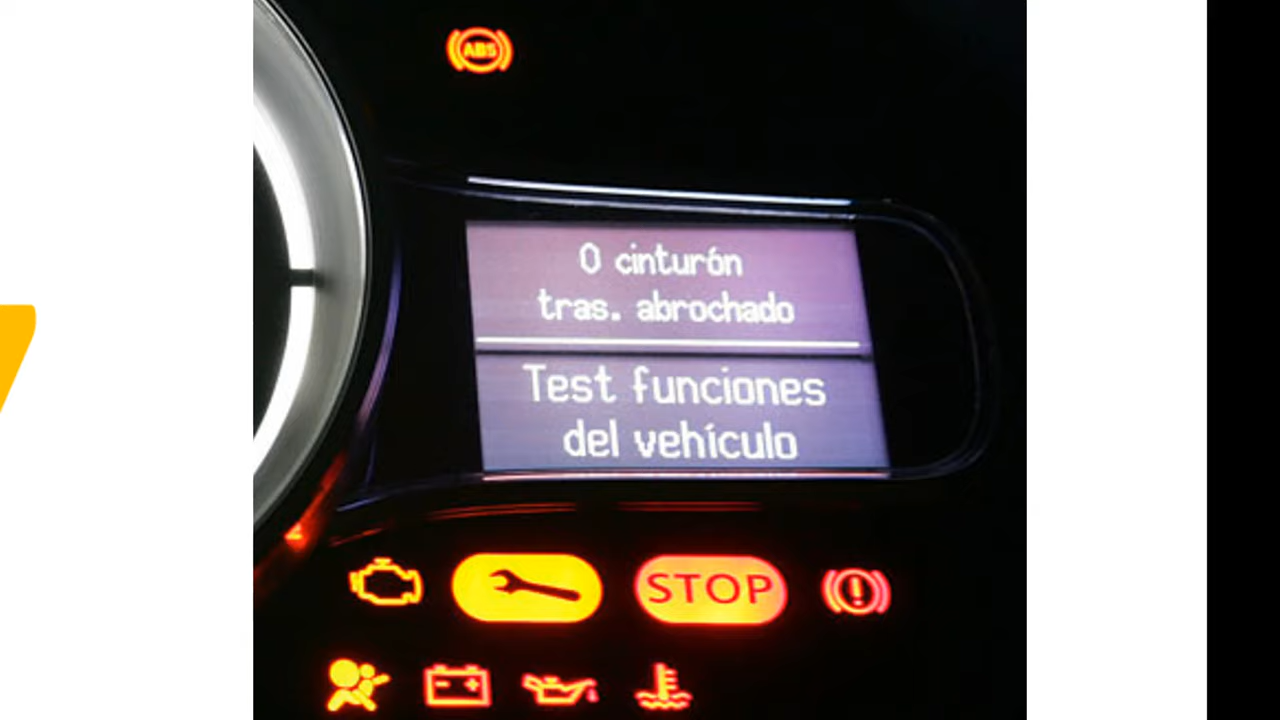 ABS
0 cinturón
tras. abrochado
Test funciones
del vehículo
STOP